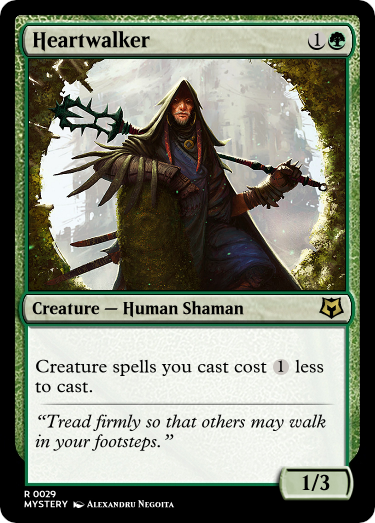 Heartwalker 1
Creature — Human Shaman
Creature spells you cast cost 1 less
to cast.
“Tread firmly so that others may walk
in your footsteps.”
1/3
R 0029
MYSTERY Alexandru Negoita